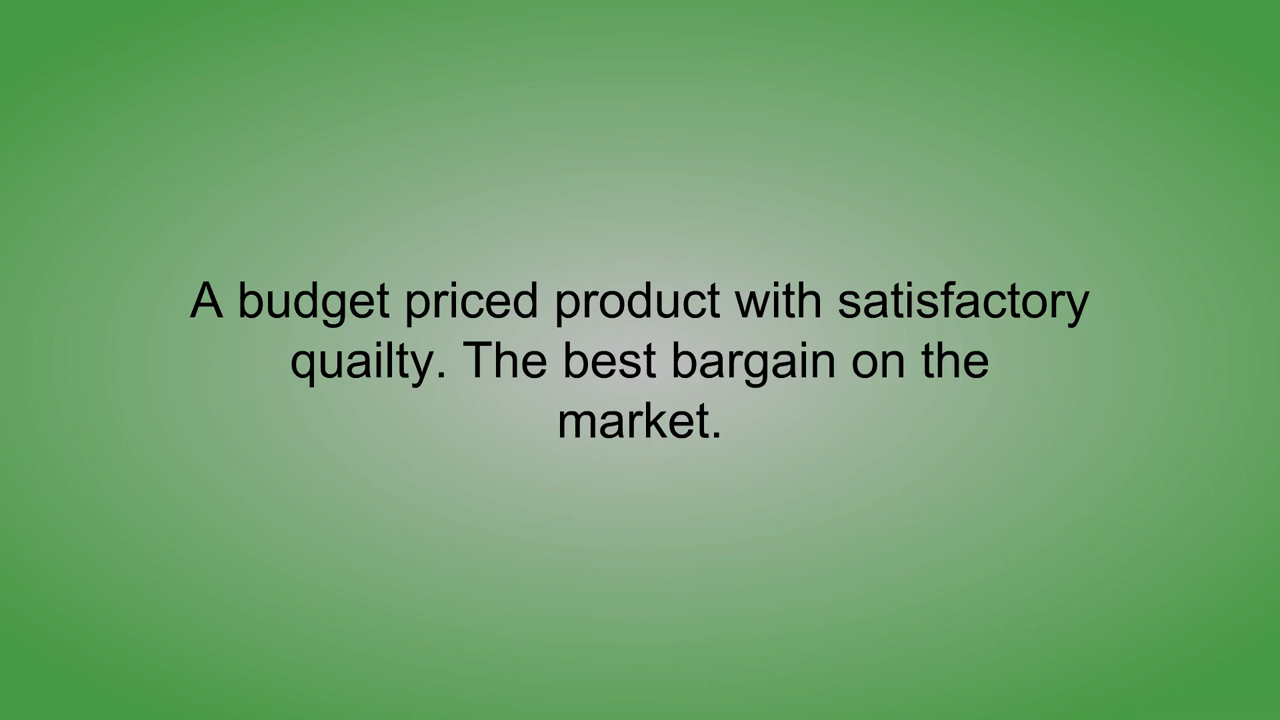 A budget priced product with satisfactory
quailty. The best bargain on the
market.